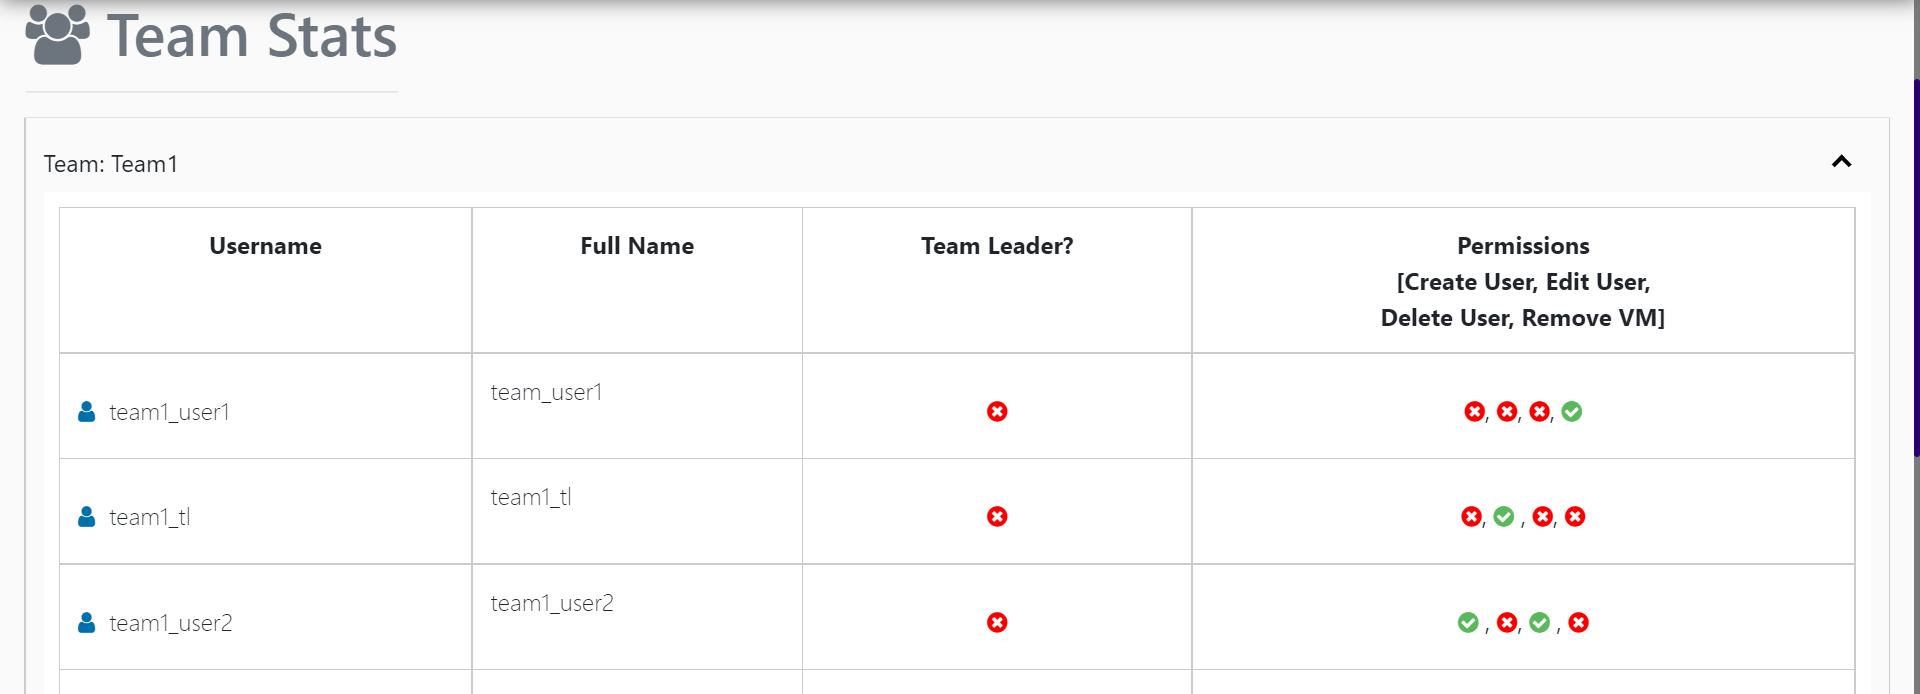 Team Stats
Team: Team1
Username Full Name Team Leader? Permissions
[Create User, Edit User,
Delete User, Remove VM]
team1_user1 team_user1 , , ,
team1_tl team1_tl , , ,
team1_user2 team1_user2 , , ,